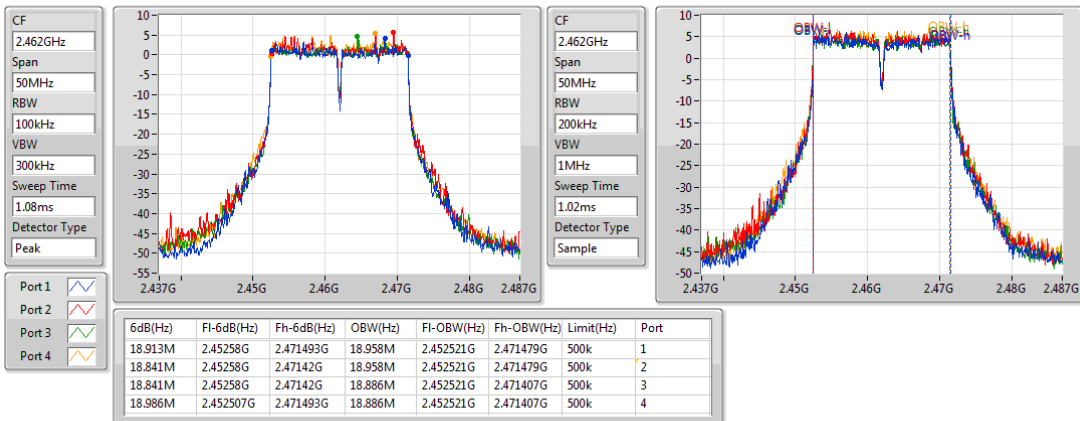 CF
2.462GHz
Span
50MHz
RBW
100kHz
VBW
300kHz
Sweep Time
1.08ms
Detector Type
Peak
10
5
0
-5
-10
-15
-20
-25
-30
-35
-40
-45
-50
-55
2.437G 2.45G 2.46G 2.47G 2.487G
CF
2.462GHz
Span
50MHz
RBW
200kHz
VBW
1MHz
Sweep Time
1.02ms
Detector Type
Sample
10
5
0
-5
-10
-15
-20
-25
-30
-35
-40
-45
-50
2.437G 2.45G 2.46G 2.47G 2.48G 2.487G
Port 1
Port 2
Port 3
Port 4
6dB(Hz) Fl-6dB(Hz) Fh-6dB(Hz) OBW(Hz) Fl-OBW(Hz) Fh-OBW(Hz) Limit(Hz) Port
18.913M 2.45258G 2.471493G 18.958M 2.452521G 2.471479G 500k 1
18.841M 2.45258G 2.47142G 18.958M 2.452521G 2.471479G 500k 2
18.841M 2.45258G 2.47142G 18.886M 2.452521G 2.471407G 500k 3
18.986M 2.452507G 2.471493G 18.886M 2.452521G 2.471407G 500k 4